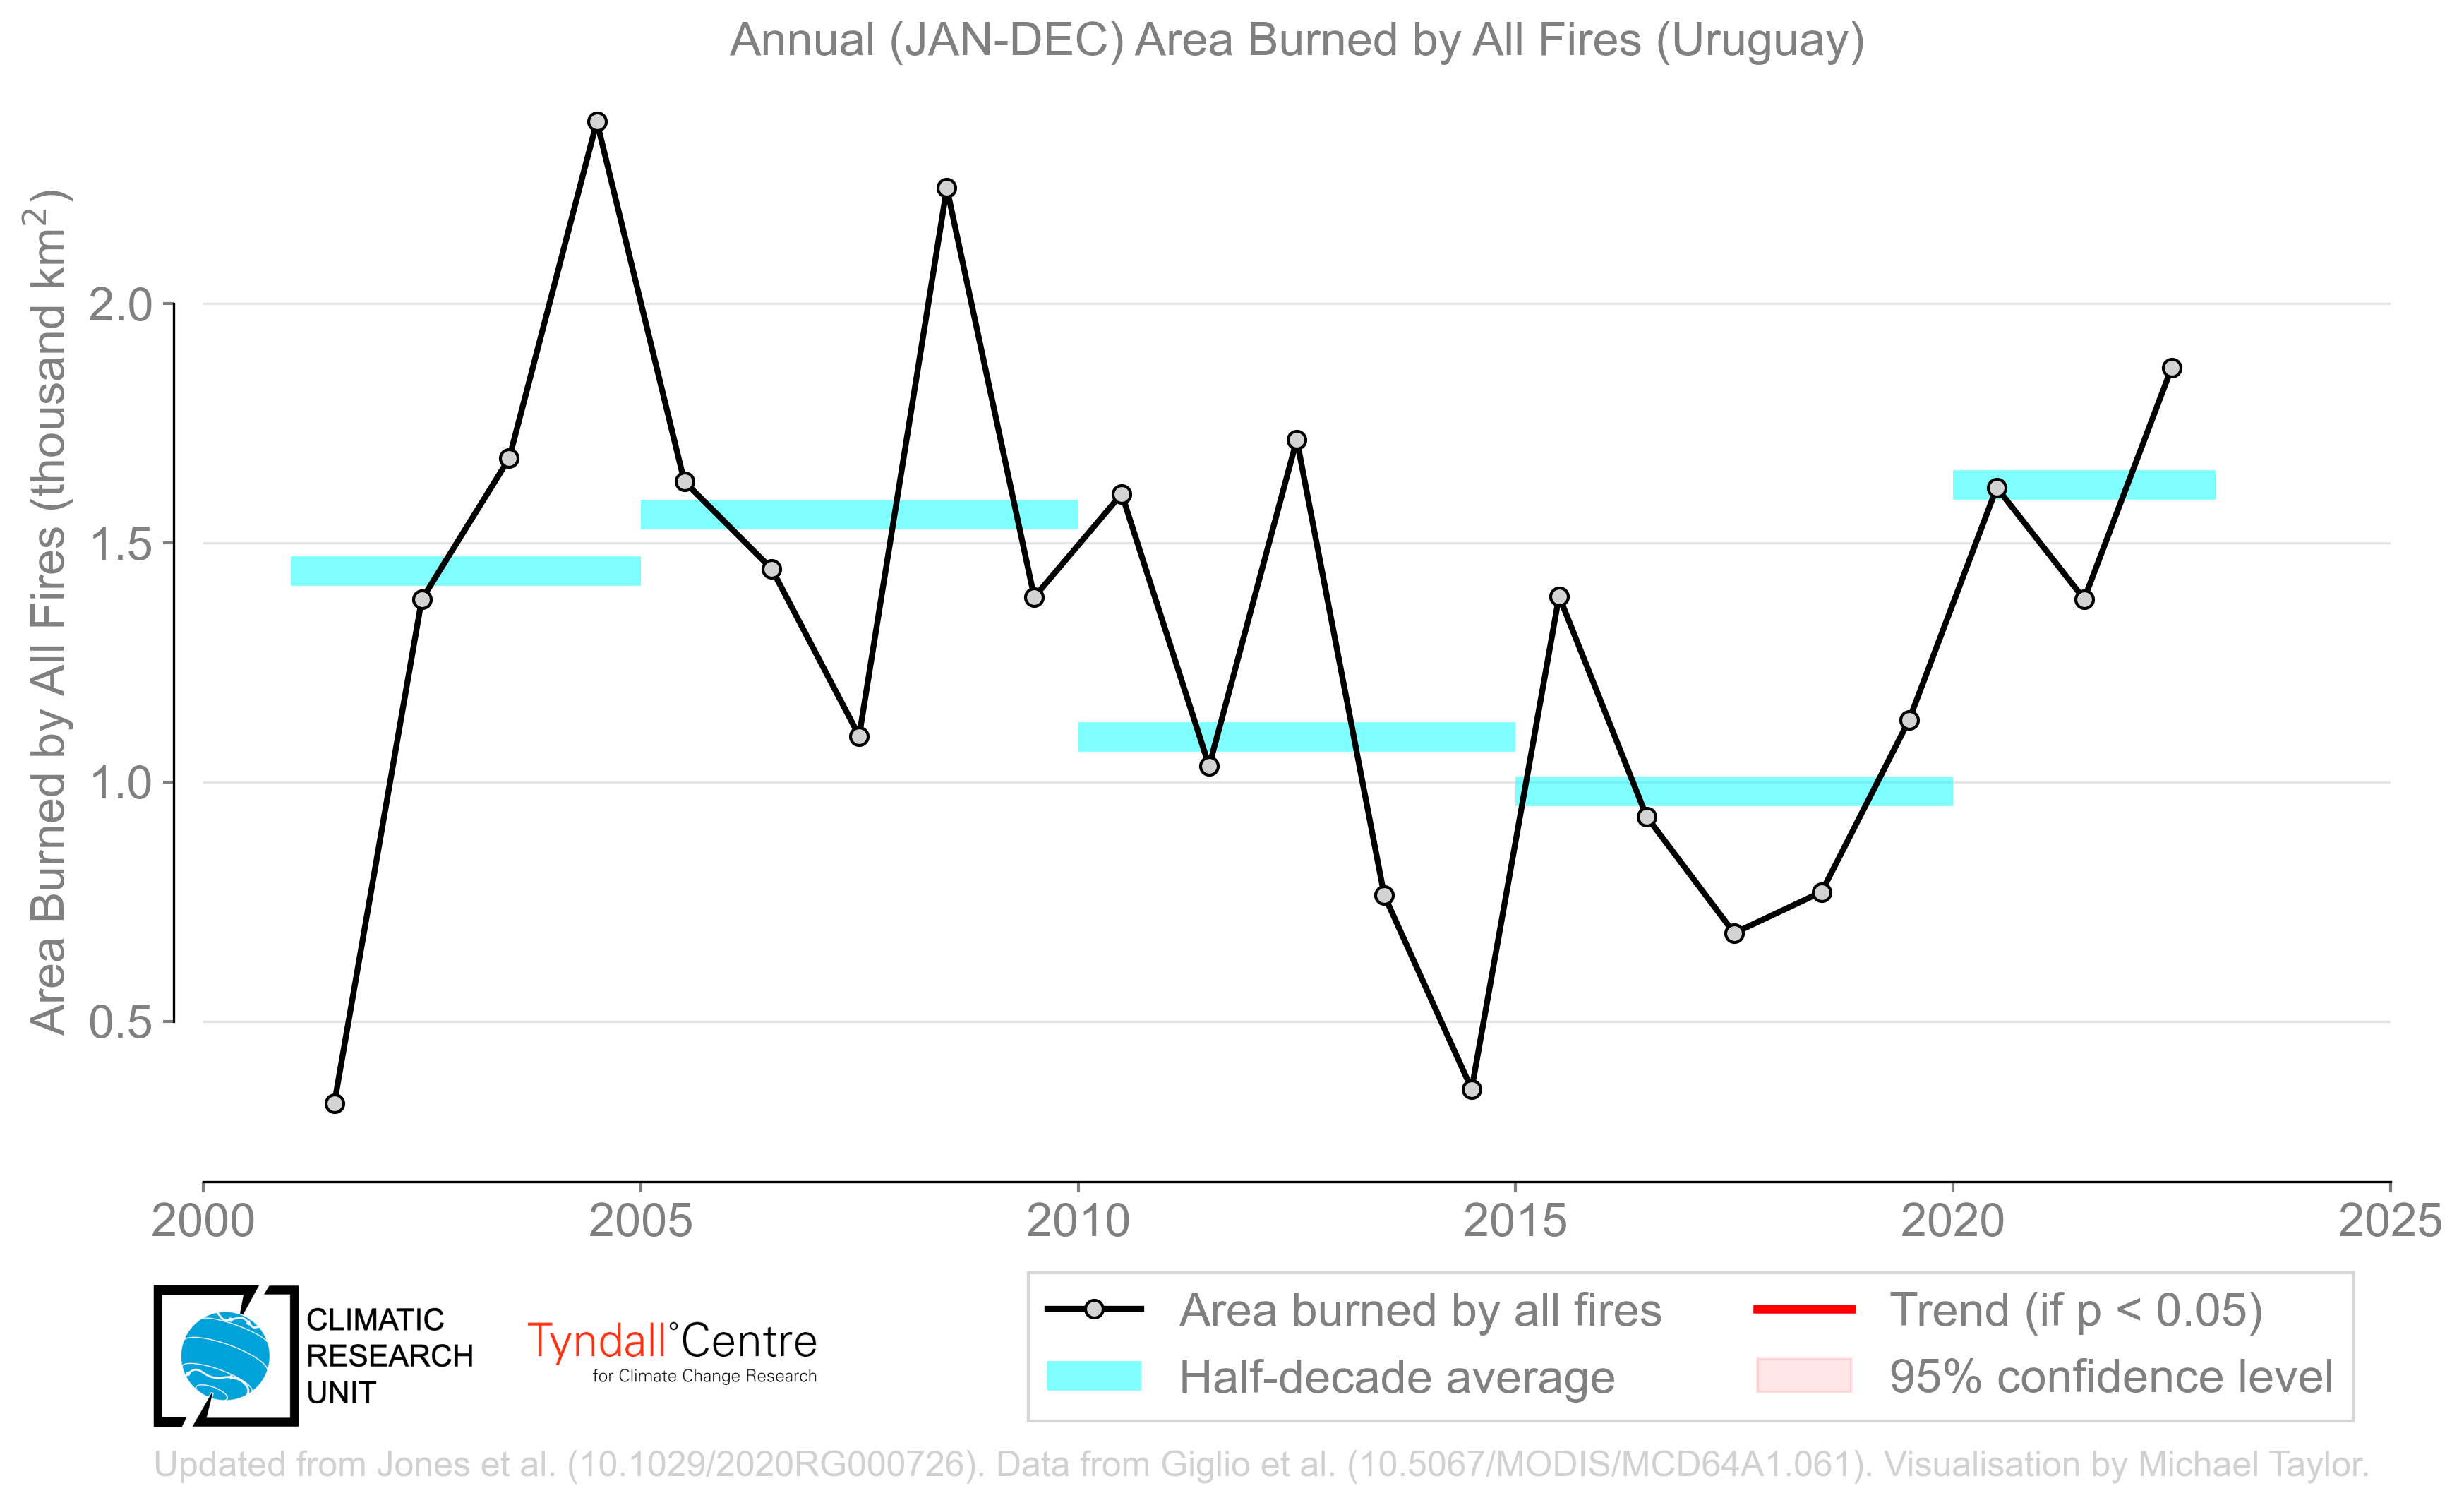 Annual (JAN-DEC) Area Burned by All Fires (Uruguay)
Area Burned by All Fires (thousand km²)
2.0
1.5
1.0
0.5
2000 2005 2010 2015 2020 2025
CLIMATIC
RESEARCH
UNIT
Tyndall°Centre
for Climate Change Research
Area burned by all fires
Half-decade average
Trend (if p < 0.05)
95% confidence level
Updated from Jones et al. (10.1029/2020RG000726). Data from Giglio et al. (10.5067/MODIS/MCD64A1.061). Visualisation by Michael Taylor.